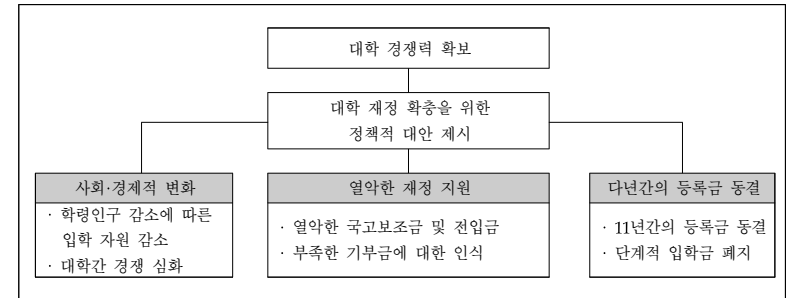 대학 경쟁력 확보
대학 재정 확충을 위한
정책적 대안 제시
사회·경제적 변화
· 학령인구 감소에 따른
입학 자원 감소
· 대학간 경쟁 심화
열악한 재정 지원
· 열악한 국고보조금 및 전입금
· 부족한 기부금에 대한 인식
다년간의 등록금 동결
· 11년간의 등록금 동결
· 단계적 입학금 폐지